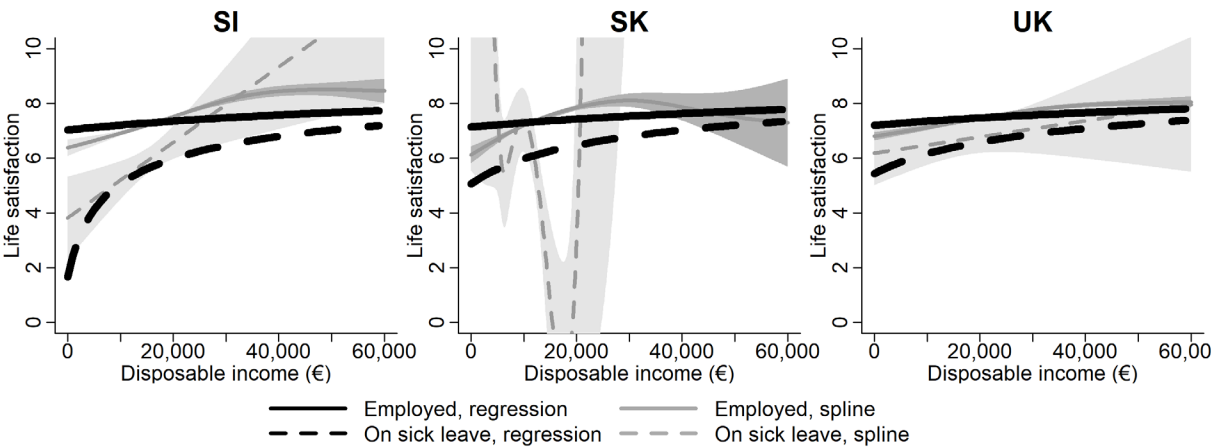 SI SK UK
10 10 10
8 8 8
6 6 6
4 4 4
2 2 2
0 0 0
Life satisfaction Life satisfaction Life satisfaction
0 20,000 40,000 60,000 0 20,000 40,000 60,000 0 20,000 40,000 60,00
Disposable income (€) Disposable income (€) Disposable income (€)
Employed, regression Employed, spline
On sick leave, regression On sick leave, spline